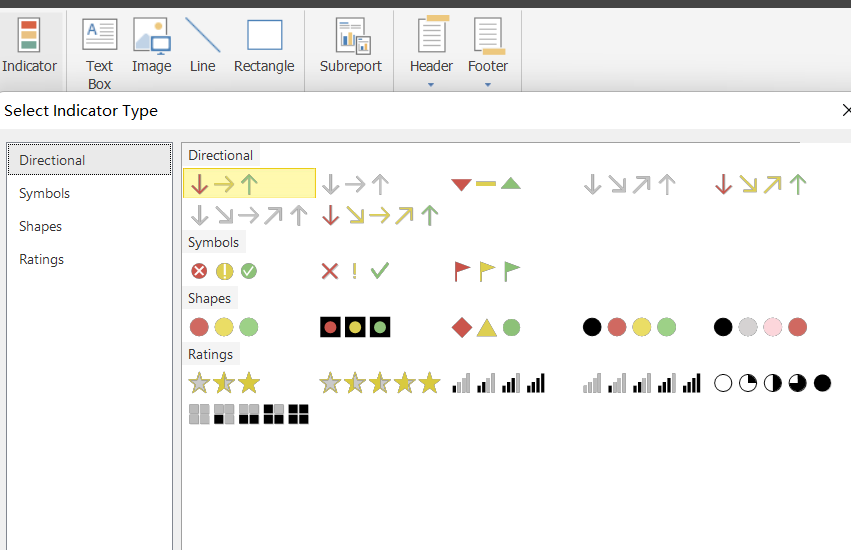 Indicator
Text
Box
Image
Line
Rectangle
Subreport
Header
Footer
Select Indicator Type
Directional
Symbols
Shapes
Ratings
Directional
Symbols
Shapes
Ratings